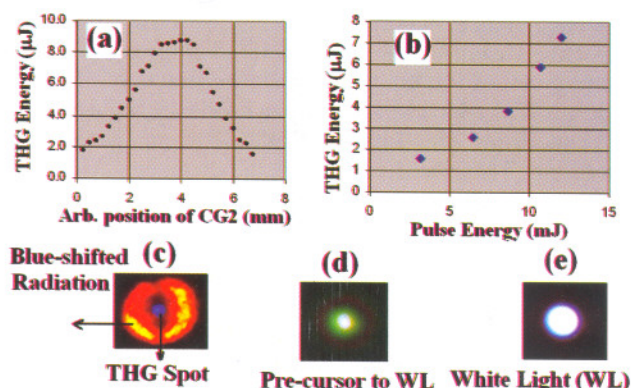 THG Energy (µJ)
10.0
8.0
6.0
4.0
2.0
0.0
(a)
0 2 4 6 8
Arb. position of CG2 (mm)
THG Energy (µJ)
8
7
6
5
4
3
2
1
0
(b)
0 5 10 15
Pulse Energy (mJ)
Blue-shifted
Radiation
(c)
THG Spot
(d)
Pre-cursor to WL
(e)
White Light (WL)